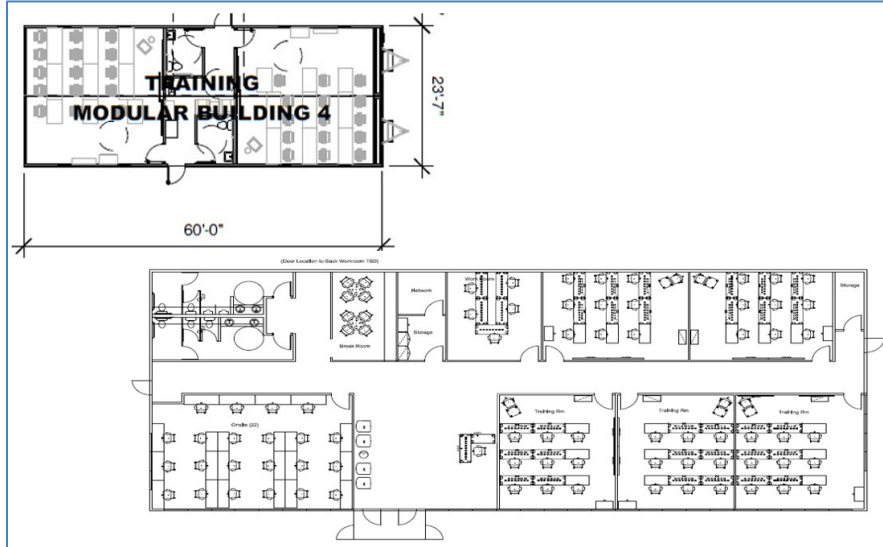 TRAINING
MODULAR BUILDING 4
23'-7"
60'-0"
(Door Location to Back Workroom TBD)
Network
Work Room
Storage
Storage
Break Room
Onsite (22)
Training Rm
Training Rm
Training Rm